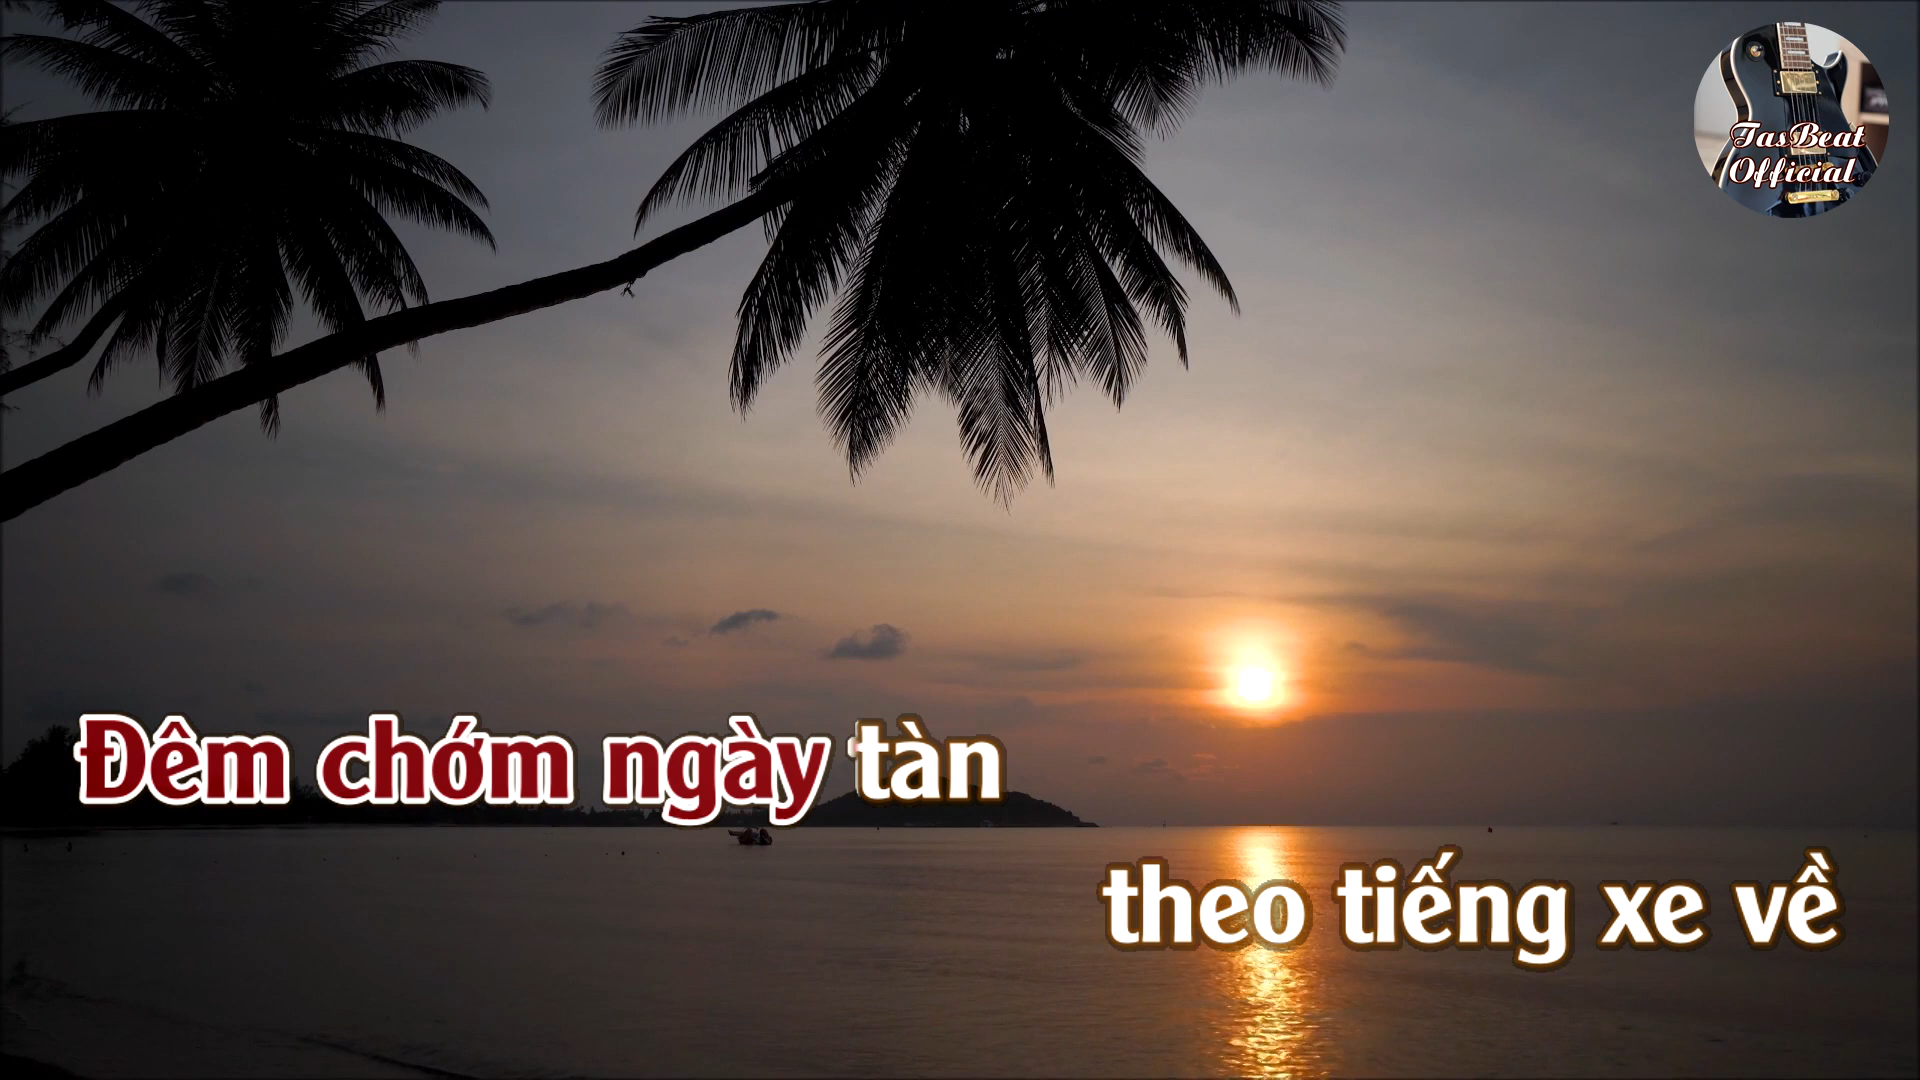 TasBeat
Official
Đêm chớm ngày tàn
theo tiếng xe về